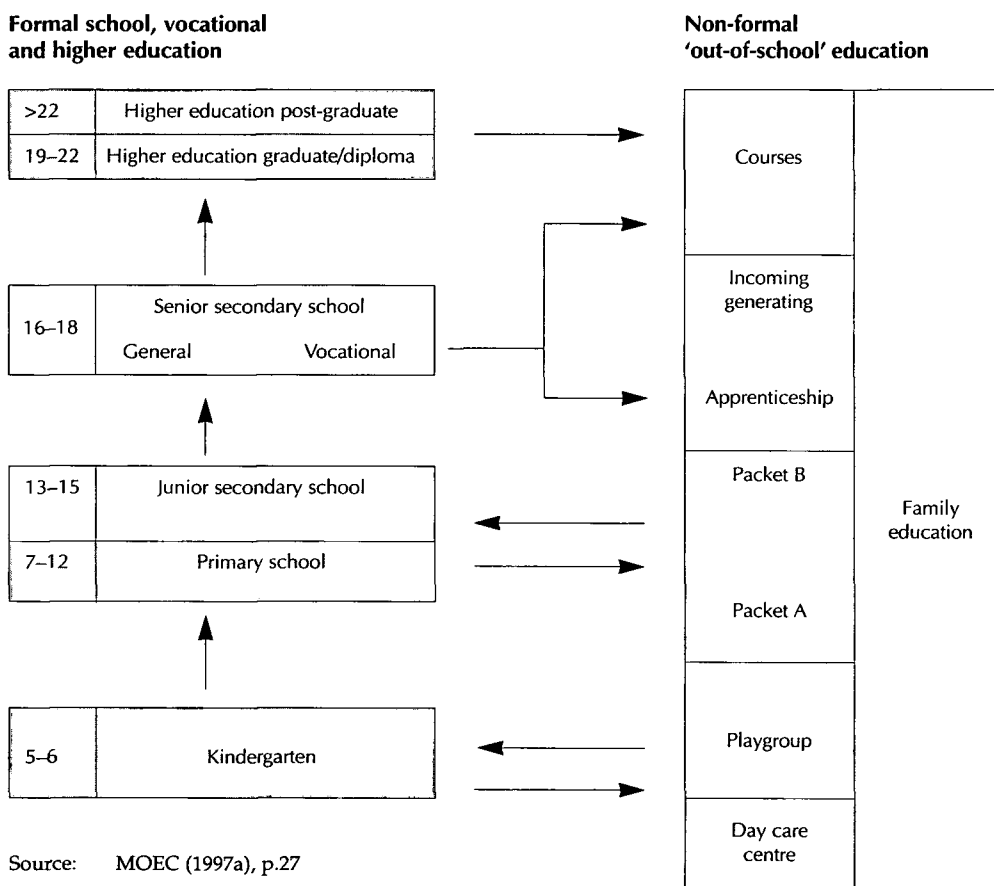 Formal school, vocational
and higher education
>22 Higher education post-graduate
19–22 Higher education graduate/diploma
16–18 Senior secondary school
General Vocational
13–15 Junior secondary school
7–12 Primary school
5–6 Kindergarten
Non-formal
'out-of-school' education
Courses
Incoming
generating
Apprenticeship
Packet B
Packet A
Playgroup
Day care
centre
Family
education
Source: MOEC (1997a), p.27